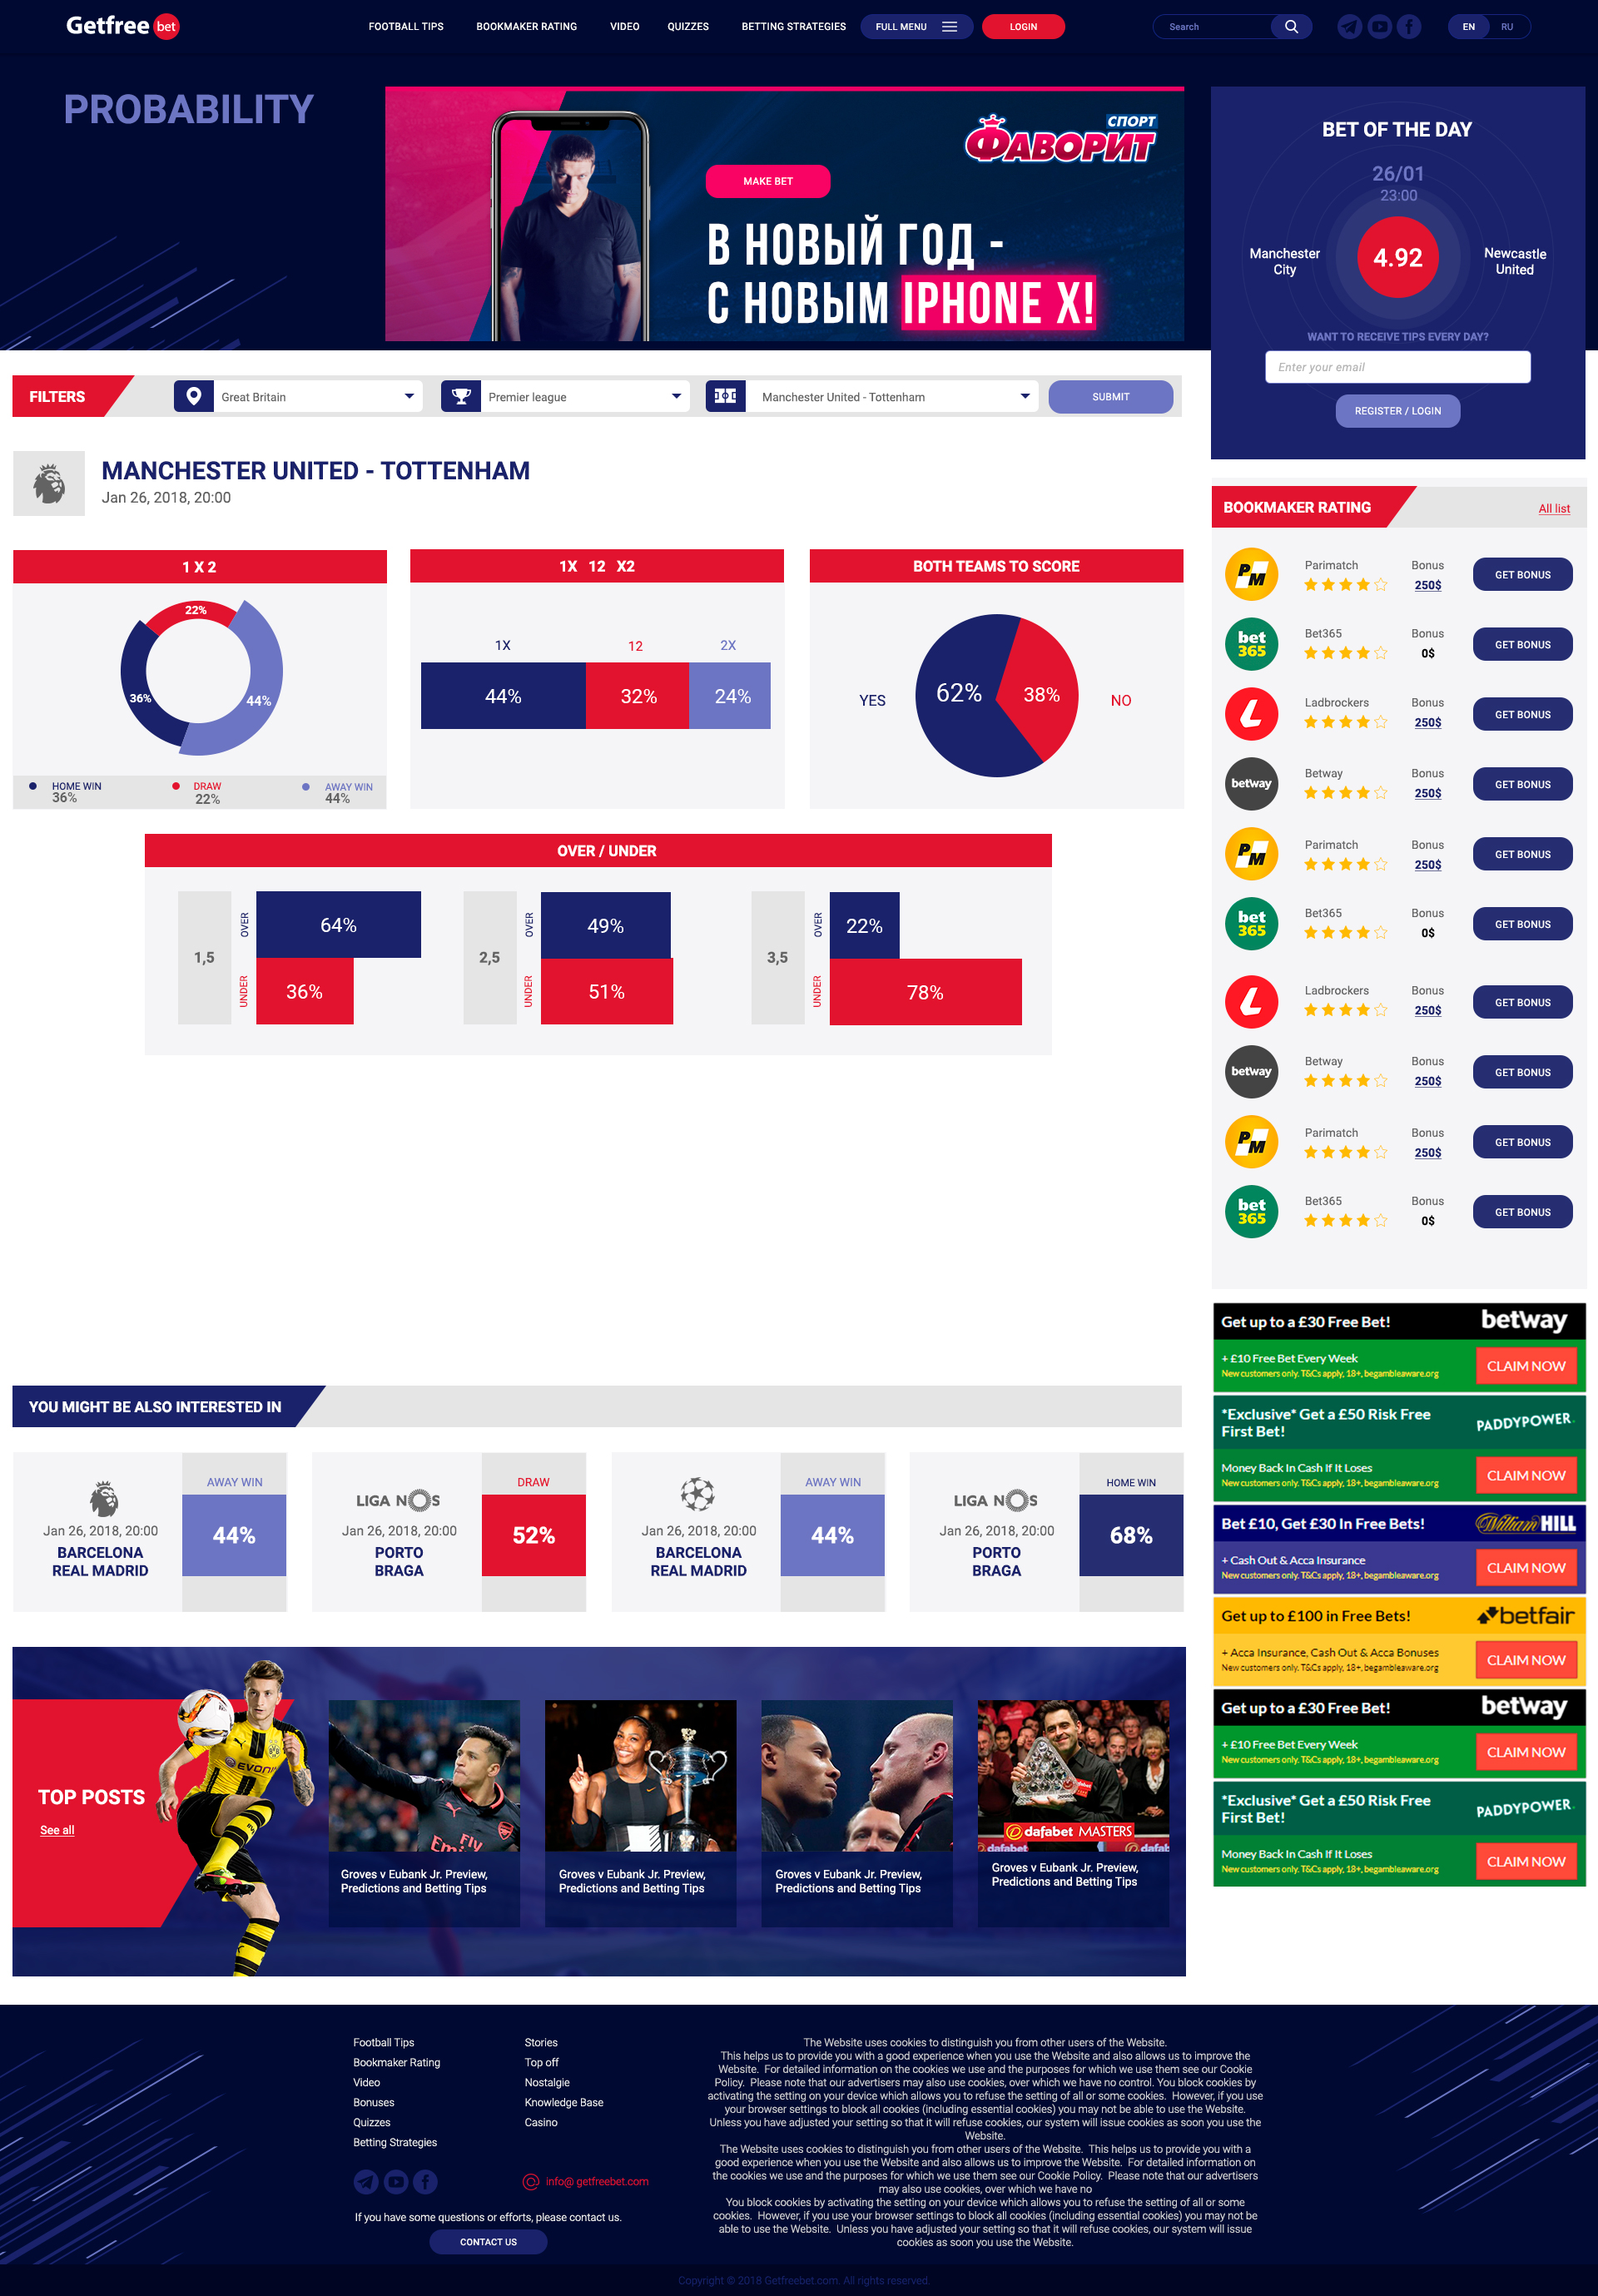 Getfree bet
FOOTBALL TIPS
BOOKMAKER RATING
VIDEO
QUIZZES
BETTING STRATEGIES
FULL MENU
LOGIN
Search
EN
RU
PROBABILITY
СПОРТ
ФАВОРИТ
MAKE BET
В НОВЫЙ ГОД -
С НОВЫМ IPHONE X!
BET OF THE DAY
26/01
23:00
Manchester
City
4.92
Newcastle
United
WANT TO RECEIVE TIPS EVERY DAY?
Enter your email
REGISTER / LOGIN
FILTERS
Great Britain
Premier league
Manchester United - Tottenham
SUBMIT
MANCHESTER UNITED - TOTTENHAM
Jan 26, 2018, 20:00
1 X 2
22%
36%
44%
HOME WIN
36%
DRAW
22%
AWAY WIN
44%
1X 12 X2
1X
12
2X
44%
32%
24%
BOTH TEAMS TO SCORE
YES
62%
38%
NO
OVER / UNDER
1,5
OVER
64%
UNDER
36%
2,5
OVER
49%
UNDER
51%
3,5
OVER
22%
UNDER
78%
BOOKMAKER RATING
All list
PM
Parimatch
Bonus
250$
GET BONUS
bet
365
Bet365
Bonus
0$
GET BONUS
L
Ladbrockers
Bonus
250$
GET BONUS
betway
Betway
Bonus
250$
GET BONUS
PM
Parimatch
Bonus
250$
GET BONUS
bet
365
Bet365
Bonus
0$
GET BONUS
L
Ladbrockers
Bonus
250$
GET BONUS
betway
Betway
Bonus
250$
GET BONUS
PM
Parimatch
Bonus
250$
GET BONUS
bet
365
Bet365
Bonus
0$
GET BONUS
Get up to a £30 Free Bet!
betway
+ £10 Free Bet Every Week
New customers only. T&Cs apply, 18+, begambleaware.org
CLAIM NOW
*Exclusive* Get a £50 Risk Free
First Bet!
PADDYPOWER.
Money Back In Cash If It Loses
New customers only. T&Cs apply, 18+, begambleaware.org
CLAIM NOW
Bet £10, Get £30 In Free Bets!
William HILL
+ Cash Out & Acca Insurance
New customers only. T&Cs apply, 18+, begambleaware.org
CLAIM NOW
Get up to £100 in Free Bets!
betfair
+ Acca Insurance, Cash Out & Acca Bonuses
New customers only. T&Cs apply, 18+, begambleaware.org
CLAIM NOW
Get up to a £30 Free Bet!
betway
+ £10 Free Bet Every Week
New customers only. T&Cs apply, 18+, begambleaware.org
CLAIM NOW
*Exclusive* Get a £50 Risk Free
First Bet!
PADDYPOWER.
Money Back In Cash If It Loses
New customers only. T&Cs apply, 18+, begambleaware.org
CLAIM NOW
YOU MIGHT BE ALSO INTERESTED IN
Jan 26, 2018, 20:00
BARCELONA
REAL MADRID
AWAY WIN
44%
LIGA NOS
Jan 26, 2018, 20:00
PORTO
BRAGA
DRAW
52%
Jan 26, 2018, 20:00
BARCELONA
REAL MADRID
AWAY WIN
44%
LIGA NOS
Jan 26, 2018, 20:00
PORTO
BRAGA
HOME WIN
68%
TOP POSTS
See all
BVB
EVONIK
Fly
Emir
dafabet MASTERS
dafabet
dafab
Groves v Eubank Jr. Preview,
Predictions and Betting Tips
Groves v Eubank Jr. Preview,
Predictions and Betting Tips
Groves v Eubank Jr. Preview,
Predictions and Betting Tips
Groves v Eubank Jr. Preview,
Predictions and Betting Tips
Football Tips
Bookmaker Rating
Video
Bonuses
Quizzes
Betting Strategies
Stories
Top off
Nostalgie
Knowledge Base
Casino
info@ getfreebet.com
If you have some questions or efforts, please contact us.
CONTACT US
The Website uses cookies to distinguish you from other users of the Website.
This helps us to provide you with a good experience when you use the Website and also allows us to improve the
Website. For detailed information on the cookies we use and the purposes for which we use them see our Cookie
Policy. Please note that our advertisers may also use cookies, over which we have no control. You block cookies by
activating the setting on your device which allows you to refuse the setting of all or some cookies. However, if you use
your browser settings to block all cookies (including essential cookies) you may not be able to use the Website.
Unless you have adjusted your setting so that it will refuse cookies, our system will issue cookies as soon you use the
Website.
The Website uses cookies to distinguish you from other users of the Website. This helps us to provide you with a
good experience when you use the Website and also allows us to improve the Website. For detailed information on
the cookies we use and the purposes for which we use them see our Cookie Policy. Please note that our advertisers
may also use cookies, over which we have no
You block cookies by activating the setting on your device which allows you to refuse the setting of all or some
cookies. However, if you use your browser settings to block all cookies (including essential cookies) you may not be
able to use the Website. Unless you have adjusted your setting so that it will refuse cookies, our system will issue
cookies as soon you use the Website.
Copyright © 2018 Getfreebet.com. All rights reserved.